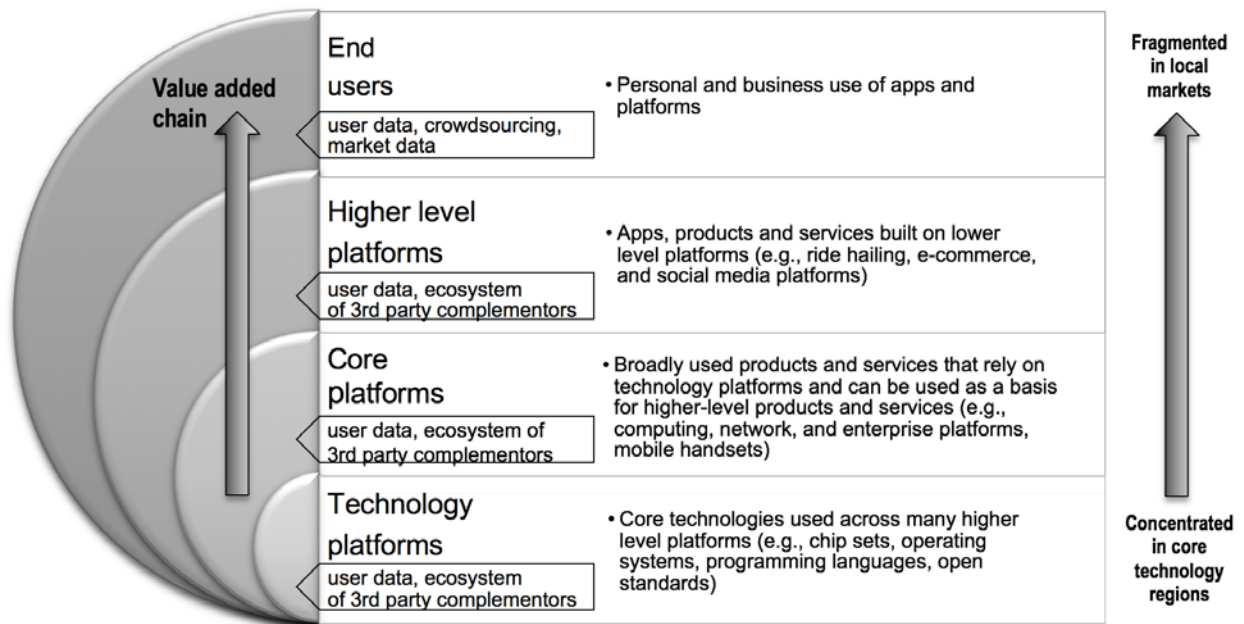 Value added
chain
End
users
user data, crowdsourcing,
market data
• Personal and business use of apps and
platforms
Higher level
platforms
user data, ecosystem
of 3rd party complementors
• Apps, products and services built on lower
level platforms (e.g., ride hailing, e-commerce,
and social media platforms)
Core
platforms
user data, ecosystem of
3rd party complementors
• Broadly used products and services that rely on
technology platforms and can be used as a basis
for higher-level products and services (e.g.,
computing, network, and enterprise platforms,
mobile handsets)
Technology
platforms
user data, ecosystem
of 3rd party complementors
• Core technologies used across many higher
level platforms (e.g., chip sets, operating
systems, programming languages, open
standards)
Fragmented
in local
markets
Concentrated
in core
technology
regions